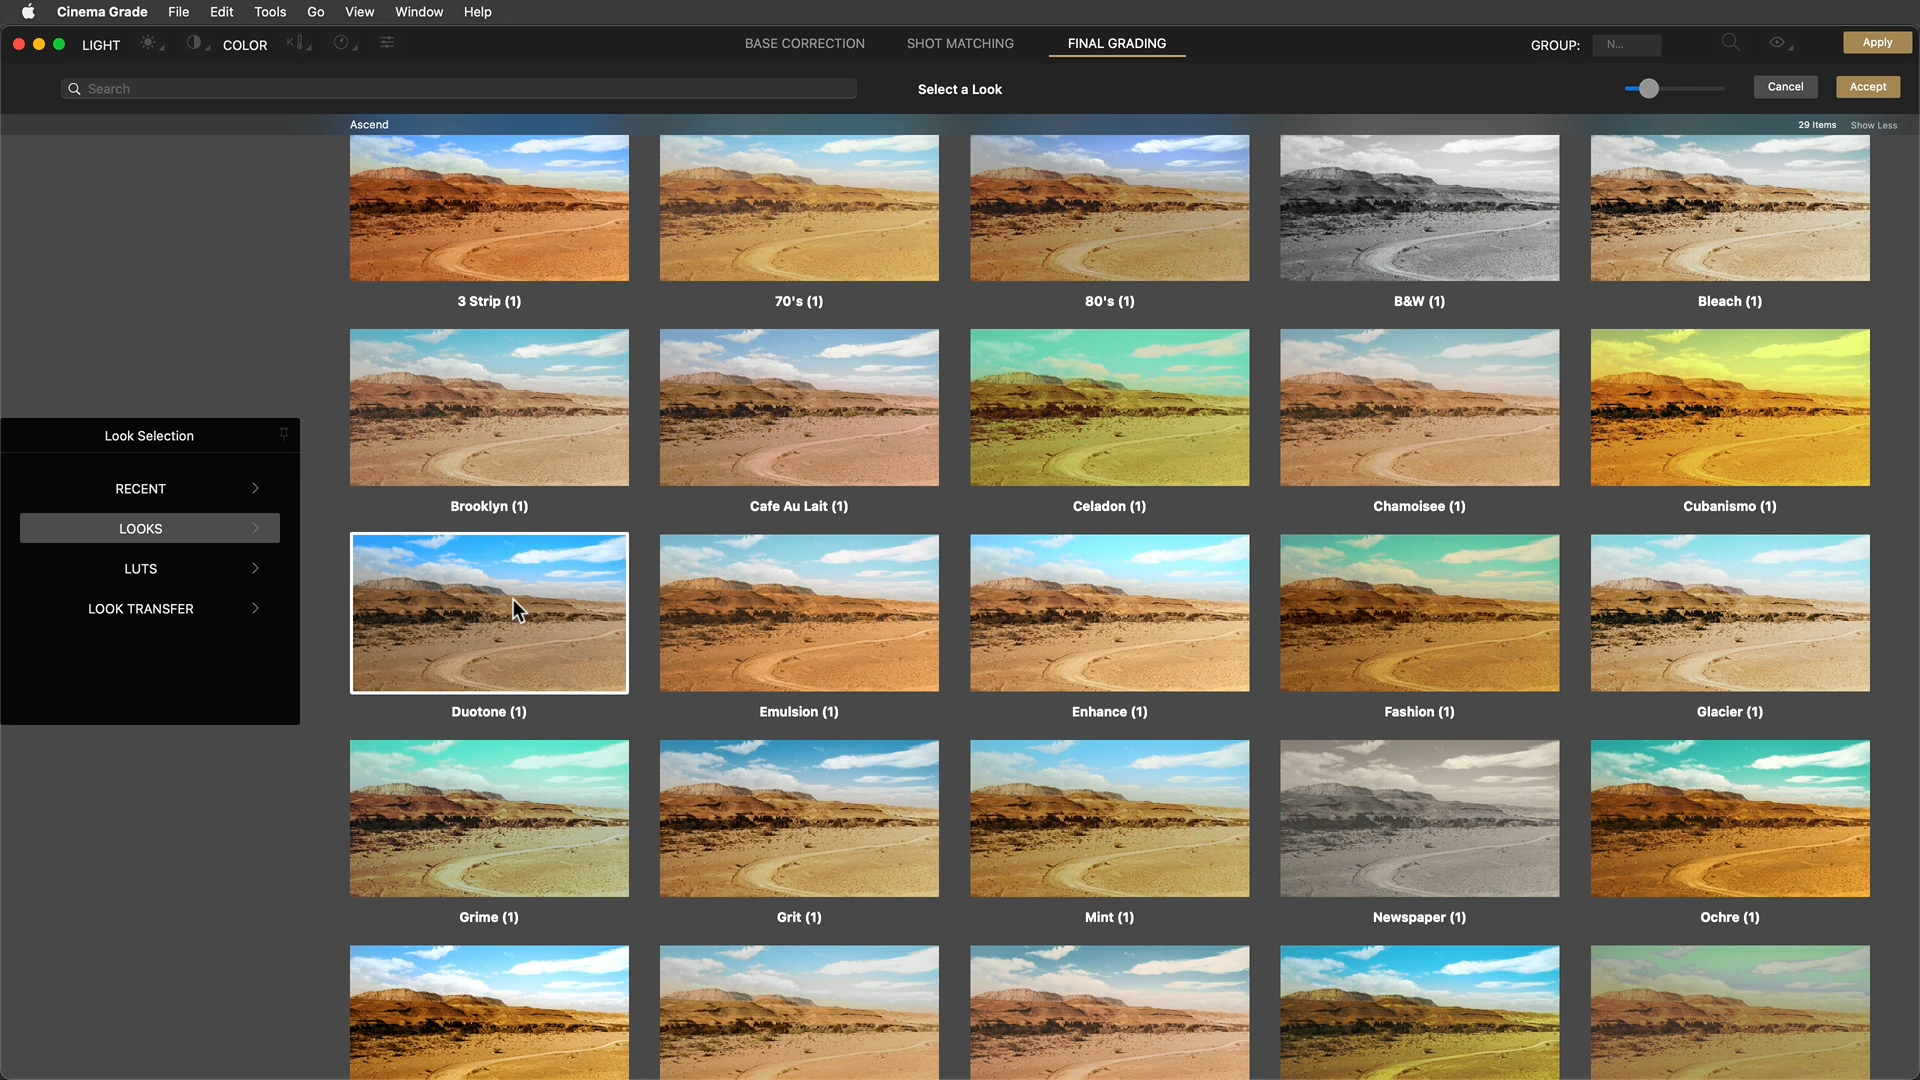 Cinema Grade File Edit Tools Go View Window Help
LIGHT COLOR BASE CORRECTION SHOT MATCHING FINAL GRADING GROUP: N... Apply
K
Search Select a Look Cancel Accept
Ascend 29 Items Show Less
3 Strip (1) 70's (1) 80's (1) B&W (1) Bleach (1)
Look Selection
RECENT
LOOKS
LUTS
LOOK TRANSFER
Brooklyn (1) Cafe Au Lait (1) Celadon (1) Chamoisee (1) Cubanismo (1)
Duotone (1) Emulsion (1) Enhance (1) Fashion (1) Glacier (1)
Grime (1) Grit (1) Mint (1) Newspaper (1) Ochre (1)